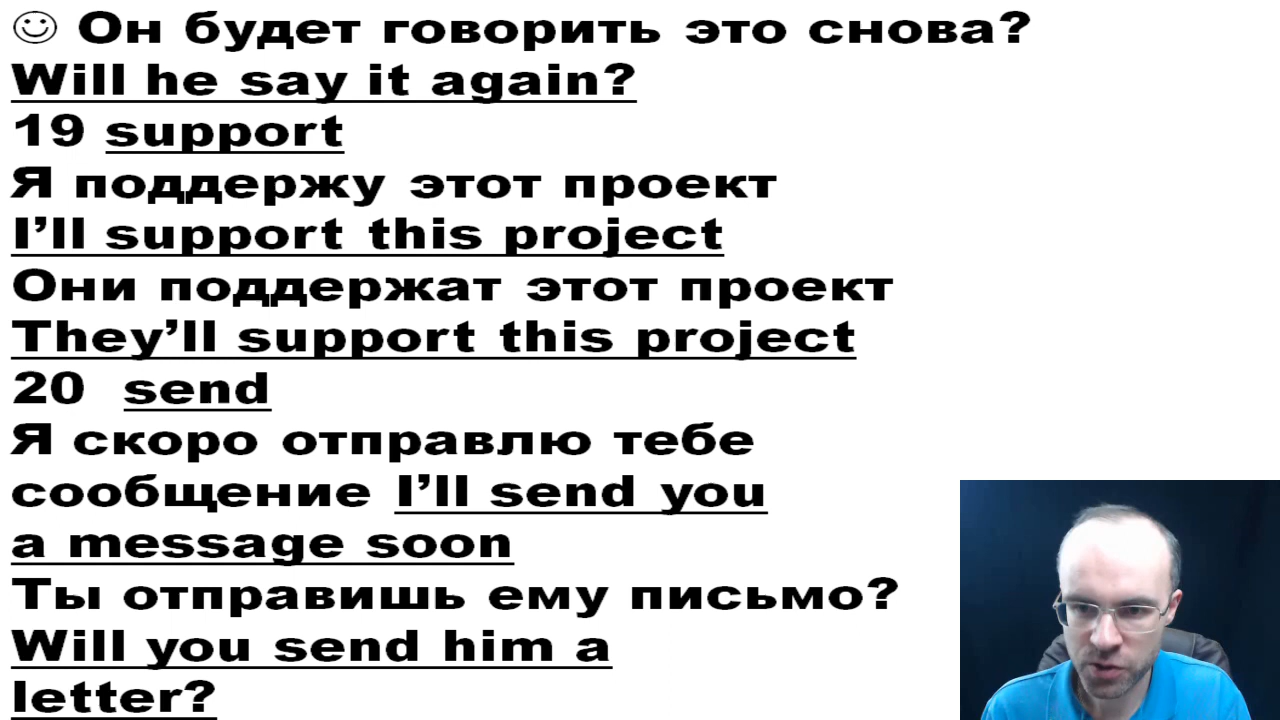 ☺ Он будет говорить это снова?
Will he say it again?
19 support
Я поддержу этот проект
I’ll support this project
Они поддержат этот проект
They’ll support this project
20 send
Я скоро отправлю тебе
сообщение I’ll send you
a message soon
Ты отправишь ему письмо?
Will you send him a
letter?